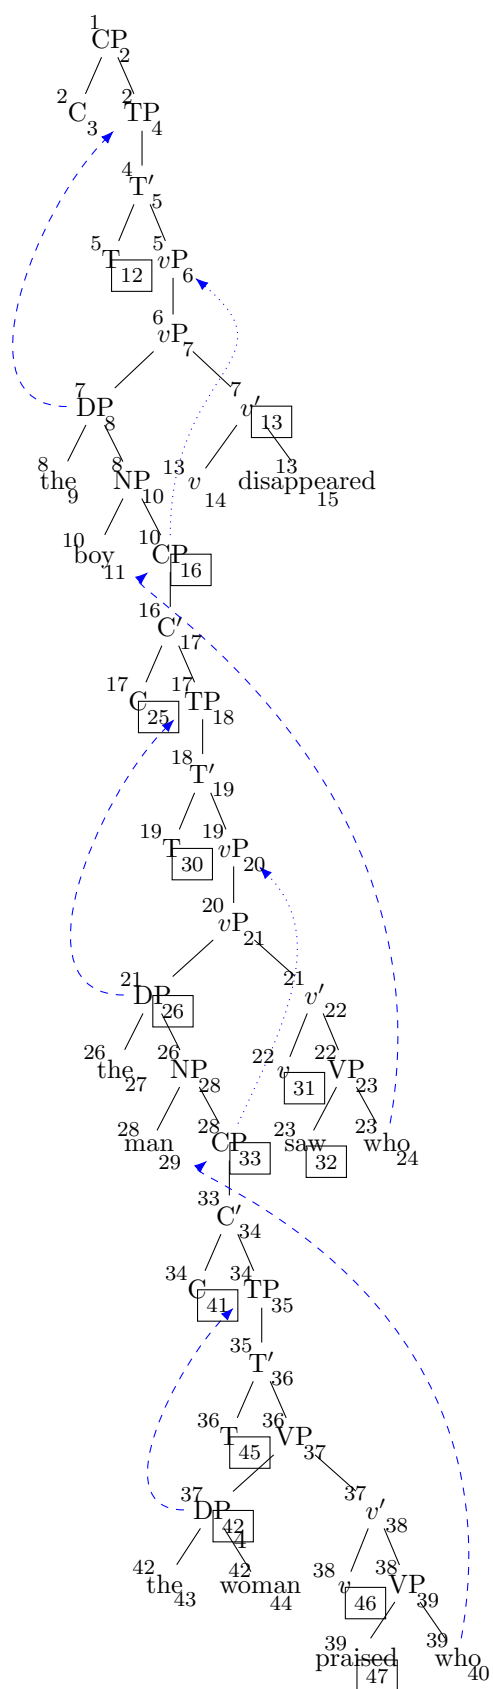 1 CP 2
2 C 3 2 TP 4
4 T′ 5
5 T 12 5 vP 6
6 vP 7
7 DP 8 7 v′ 13
8 the 9 8 NP 10 13 v 14 13 disappeared 15
10 boy 11 10 CP 16
16 C′ 17
17 C 25 17 TP 18
18 T′ 19
19 T 30 19 vP 20
20 vP 21
21 DP 26 21 v′ 22
26 the 27 26 NP 28 22 v 31 22 VP 23
28 man 29 28 CP 33 23 saw 32 23 who 24
33 C′ 34
34 C 41 34 TP 35
35 T′ 36
36 T 45 36 VP 37
37 DP 42 4 37 v′ 38
42 the 43 42 woman 44 38 v 46 38 VP 39
39 praised 47 39 who 40